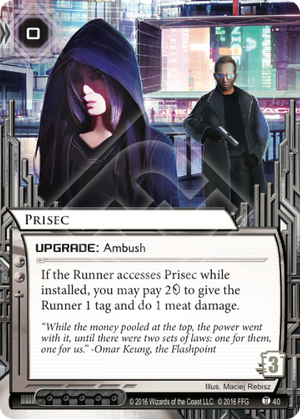 0
PRISEC
UPGRADE: Ambush
If the Runner accesses Prisec while
installed, you may pay 2 to give the
Runner 1 tag and do 1 meat damage.
"While the money pooled at the top, the power went
with it, until there were two sets of laws: one for them,
one for us." -Omar Keung, the Flashpoint
3
Illus. Maciej Rebisz
© 2016 Wizards of the Coast LLC. © 2016 FFG 40